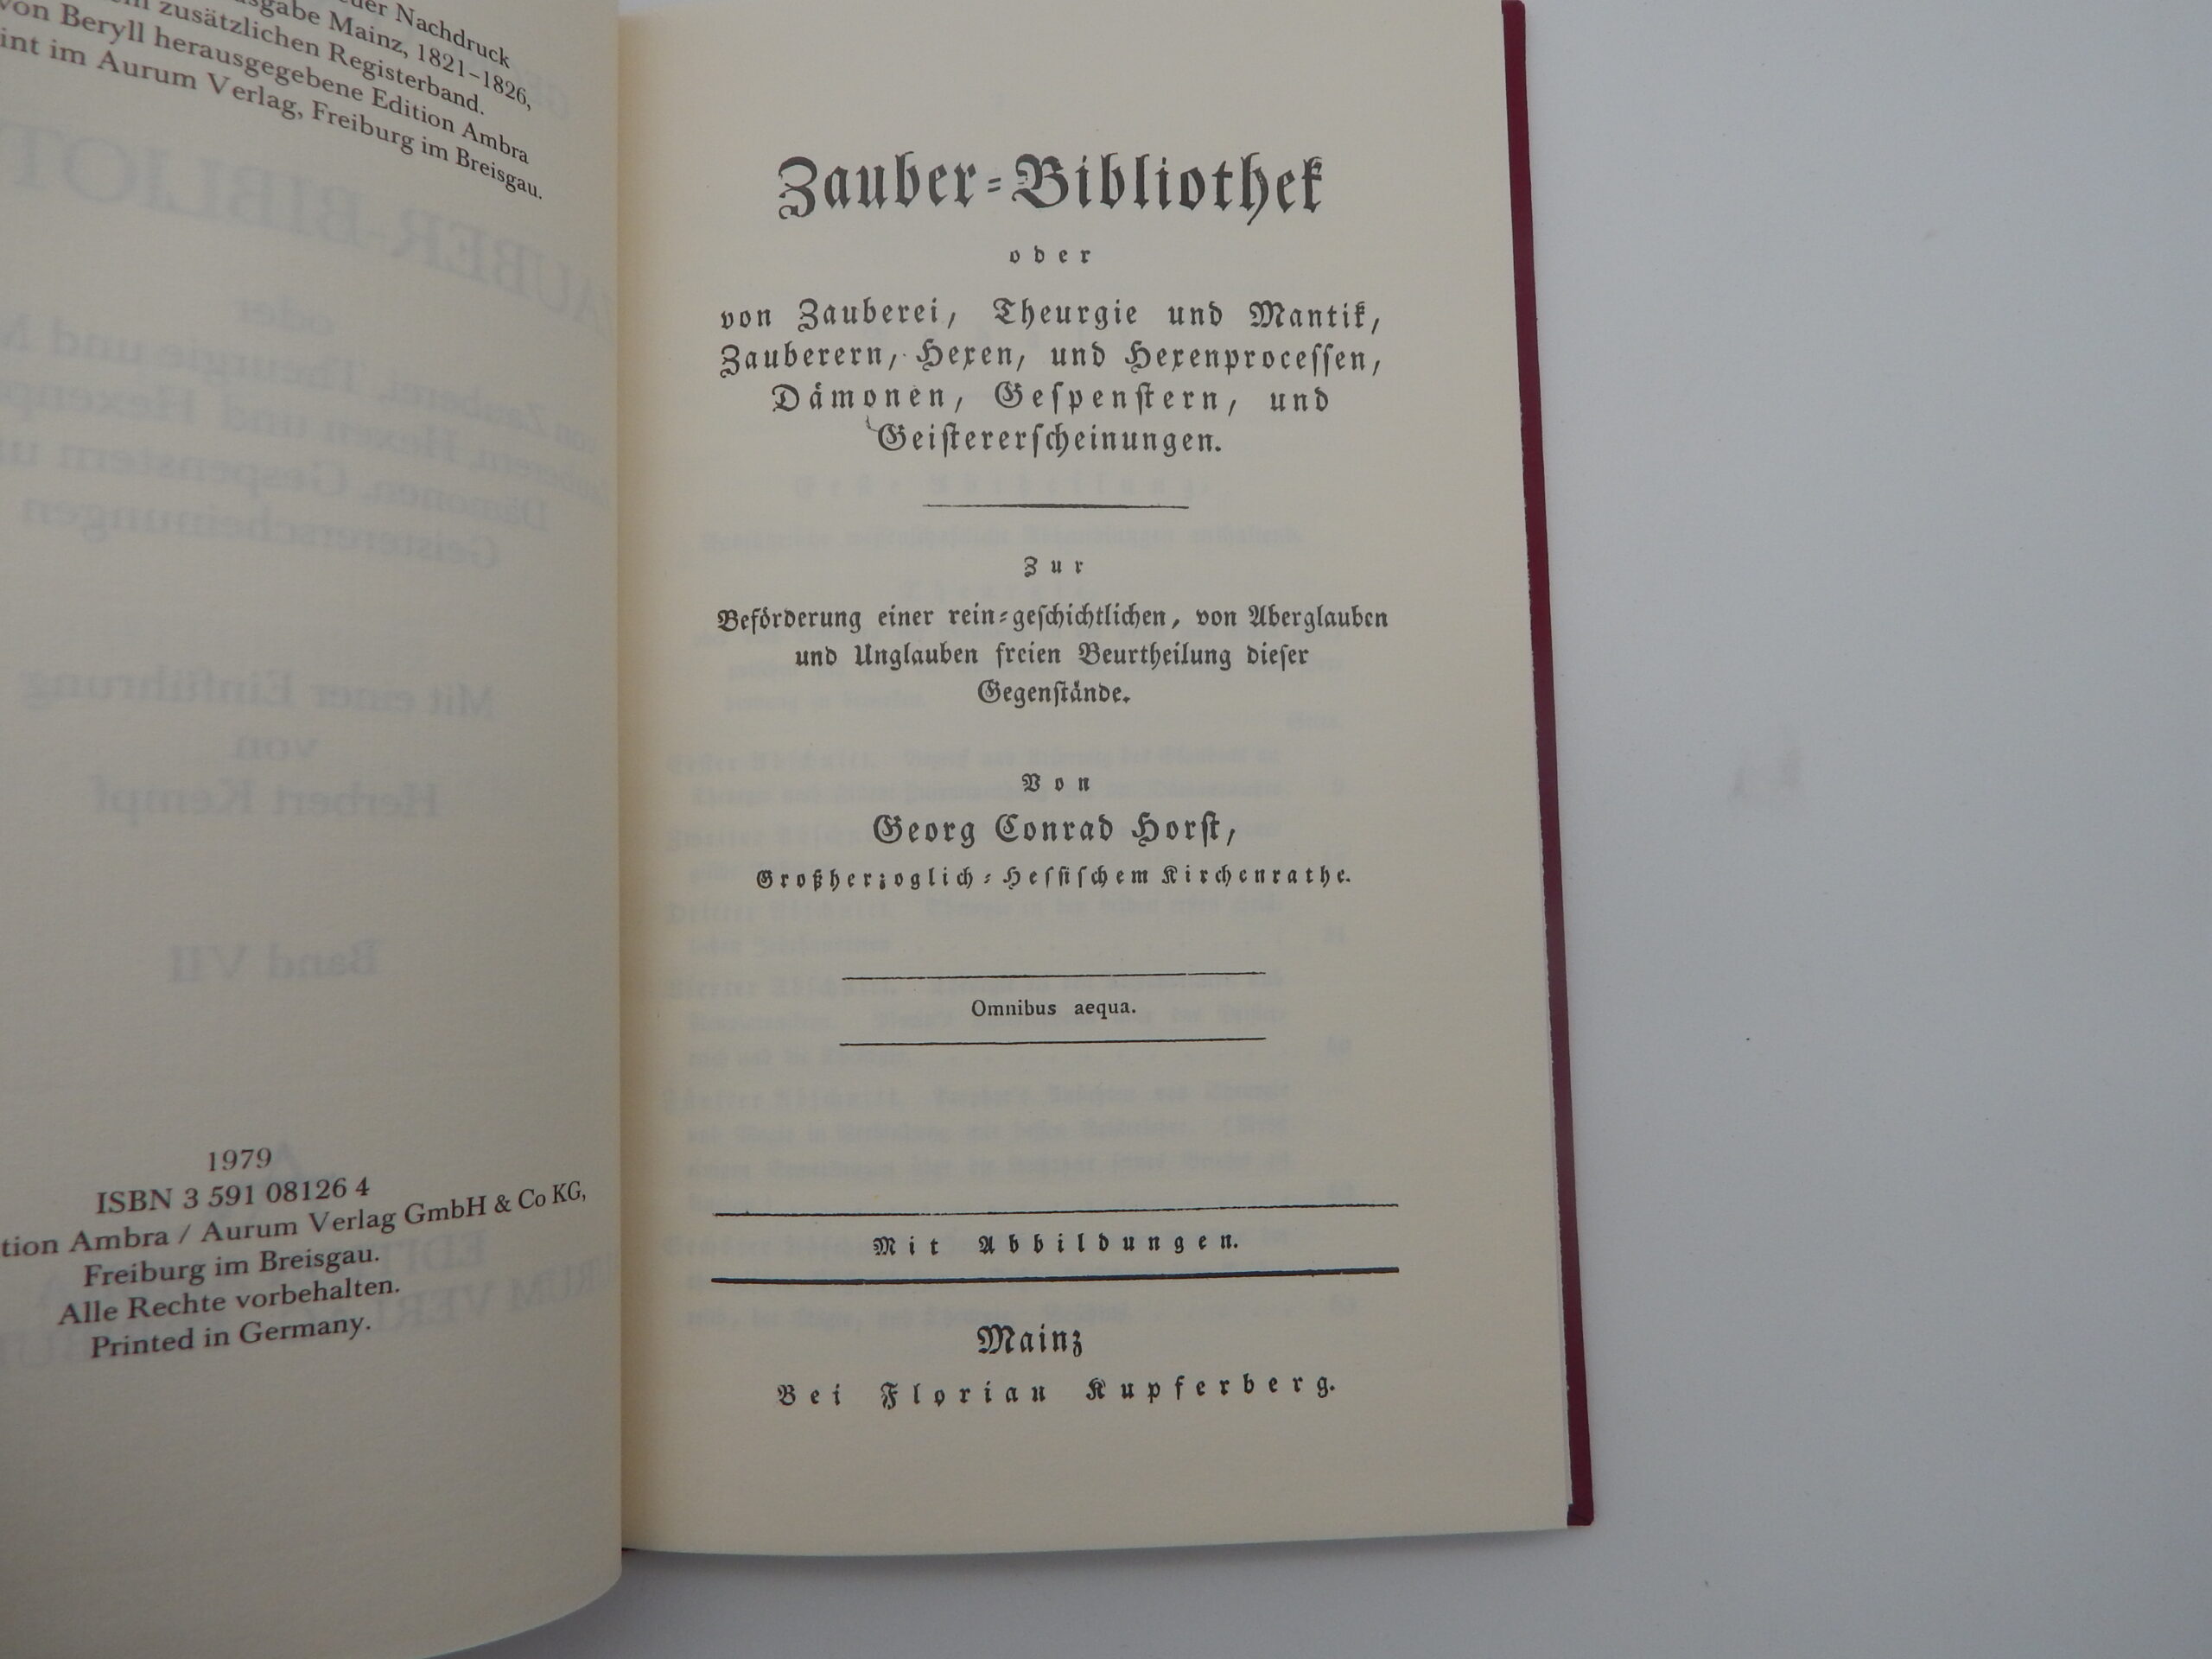 uer Nachdruck
gabe Mainz, 1821–1826,
zusätzlichen Registerband.
von Beryll herausgegebene Edition Ambra
int im Aurum Verlag, Freiburg im Breisgau.
1979
ISBN 3 591 08126 4
tion Ambra / Aurum Verlag GmbH & Co KG,
Freiburg im Breisgau.
Alle Rechte vorbehalten.
Printed in Germany.
Zauber-Bibliothek
oder
von Zauberei, Theurgie und Mantik,
Zauberern, Hexen, und Hexenprocessen,
Dämonen, Gespenstern, und
Geistererscheinungen.
Zur
Beförderung einer rein-geschichtlichen, von Aberglauben
und Unglauben freien Beurtheilung dieser
Gegenstände.
Von
Georg Conrad Horst,
Großherzoglich-Hessischem Kirchenrathe.
Omnibus aequa.
Mit Abbildungen.
Mainz
Bei Florian Kupferberg.